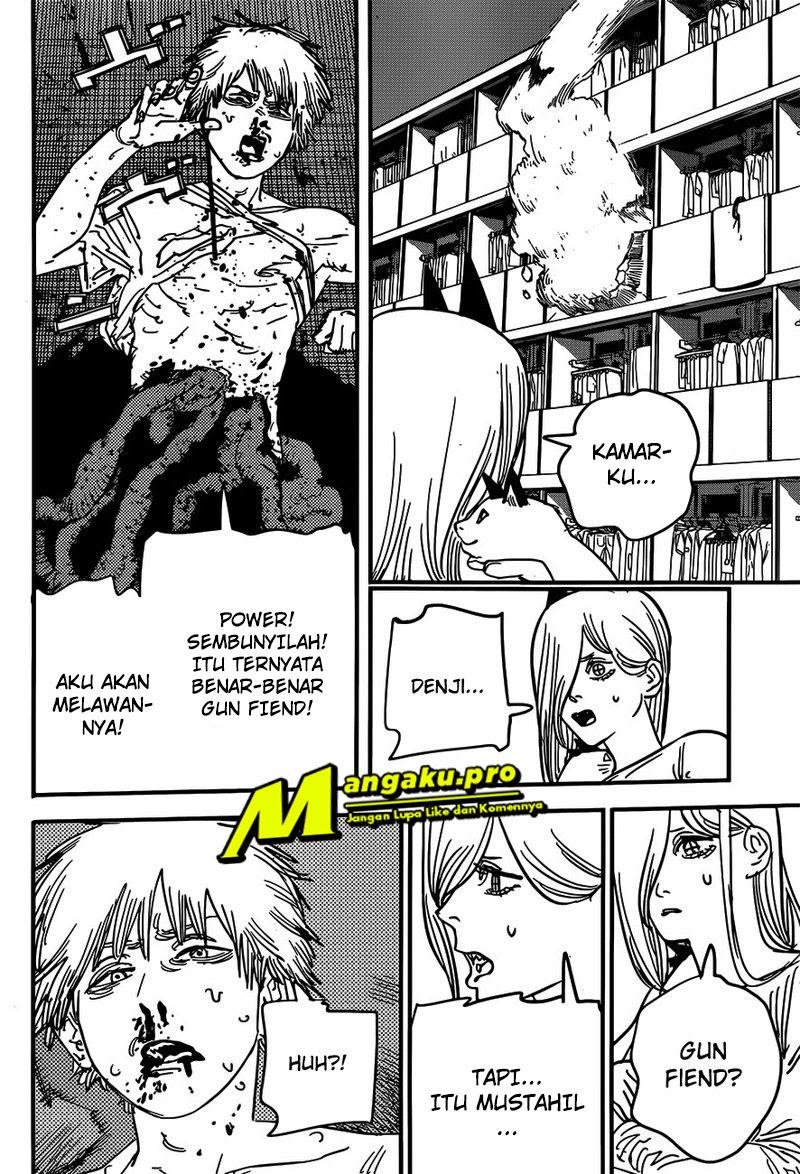 KAMAR-
KU...
DENJI...
POWER!
SEMBUNYILAH!
ITU TERNYATA
BENAR-BENAR
GUN FIEND!
AKU AKAN
MELAWAN-
NYA!
Mangaku.pro
Jangan Lupa Like dan Komennya
GUN
FIEND?
TAPI...
ITU MUSTAHIL
...
HUH?!